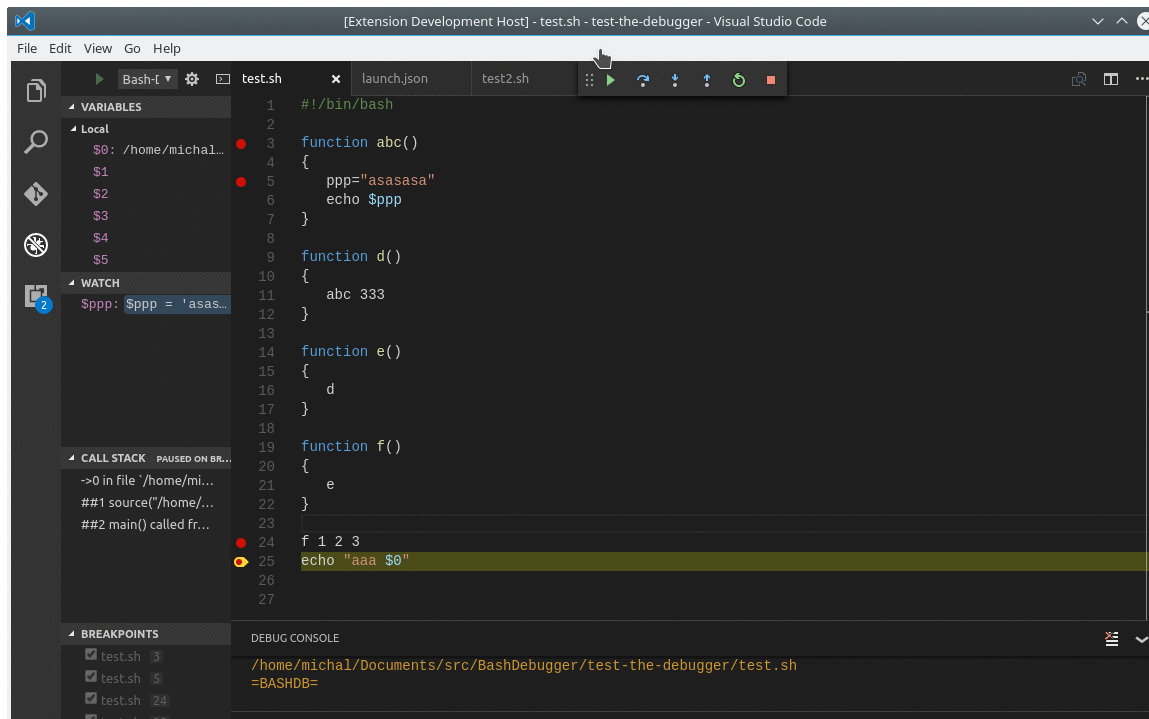 [Extension Development Host] - test.sh - test-the-debugger - Visual Studio Code
File Edit View Go Help
Bash-D
test.sh launch.json test2.sh
VARIABLES
Local
$0: /home/michal…
$1
$2
$3
$4
$5
WATCH
$ppp: $ppp = 'asas…
CALL STACK PAUSED ON BR…
->0 in file `/home/mi…
##1 source("/home/…
##2 main() called fr…
BREAKPOINTS
test.sh 3
test.sh 5
test.sh 24
2
1 #!/bin/bash
2
3 function abc()
4 {
5 ppp="asasasa"
6 echo $ppp
7 }
8
9 function d()
10 {
11 abc 333
12 }
13
14 function e()
15 {
16 d
17 }
18
19 function f()
20 {
21 e
22 }
23
24 f 1 2 3
25 echo "aaa $0"
26
27
DEBUG CONSOLE
/home/michal/Documents/src/BashDebugger/test-the-debugger/test.sh
=BASHDB=